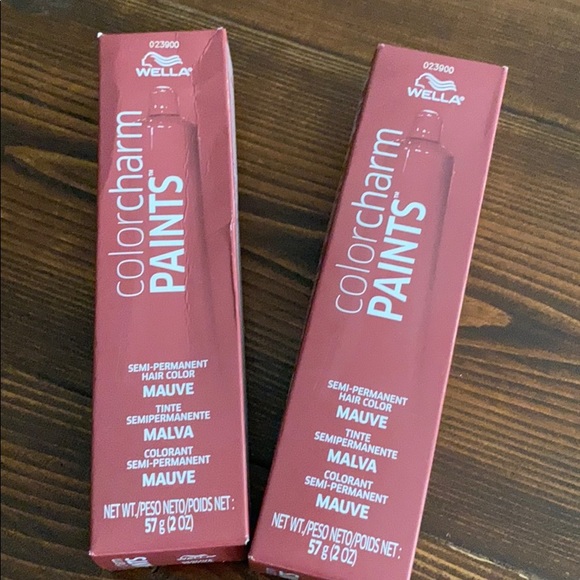 023900
WELLA
colorcharm
PAINTS™
SEMI-PERMANENT
HAIR COLOR
MAUVE
TINTE
SEMIPERMANENTE
MALVA
COLORANT
SEMI-PERMANENT
MAUVE
NET WT./PESO NETO/POIDS NET :
57 g (2 OZ)
023900
WELLA
colorcharm
PAINTS™
SEMI-PERMANENT
HAIR COLOR
MAUVE
TINTE
SEMIPERMANENTE
MALVA
COLORANT
SEMI-PERMANENT
MAUVE
NET WT./PESO NETO/POIDS NET :
57 g (2 OZ)